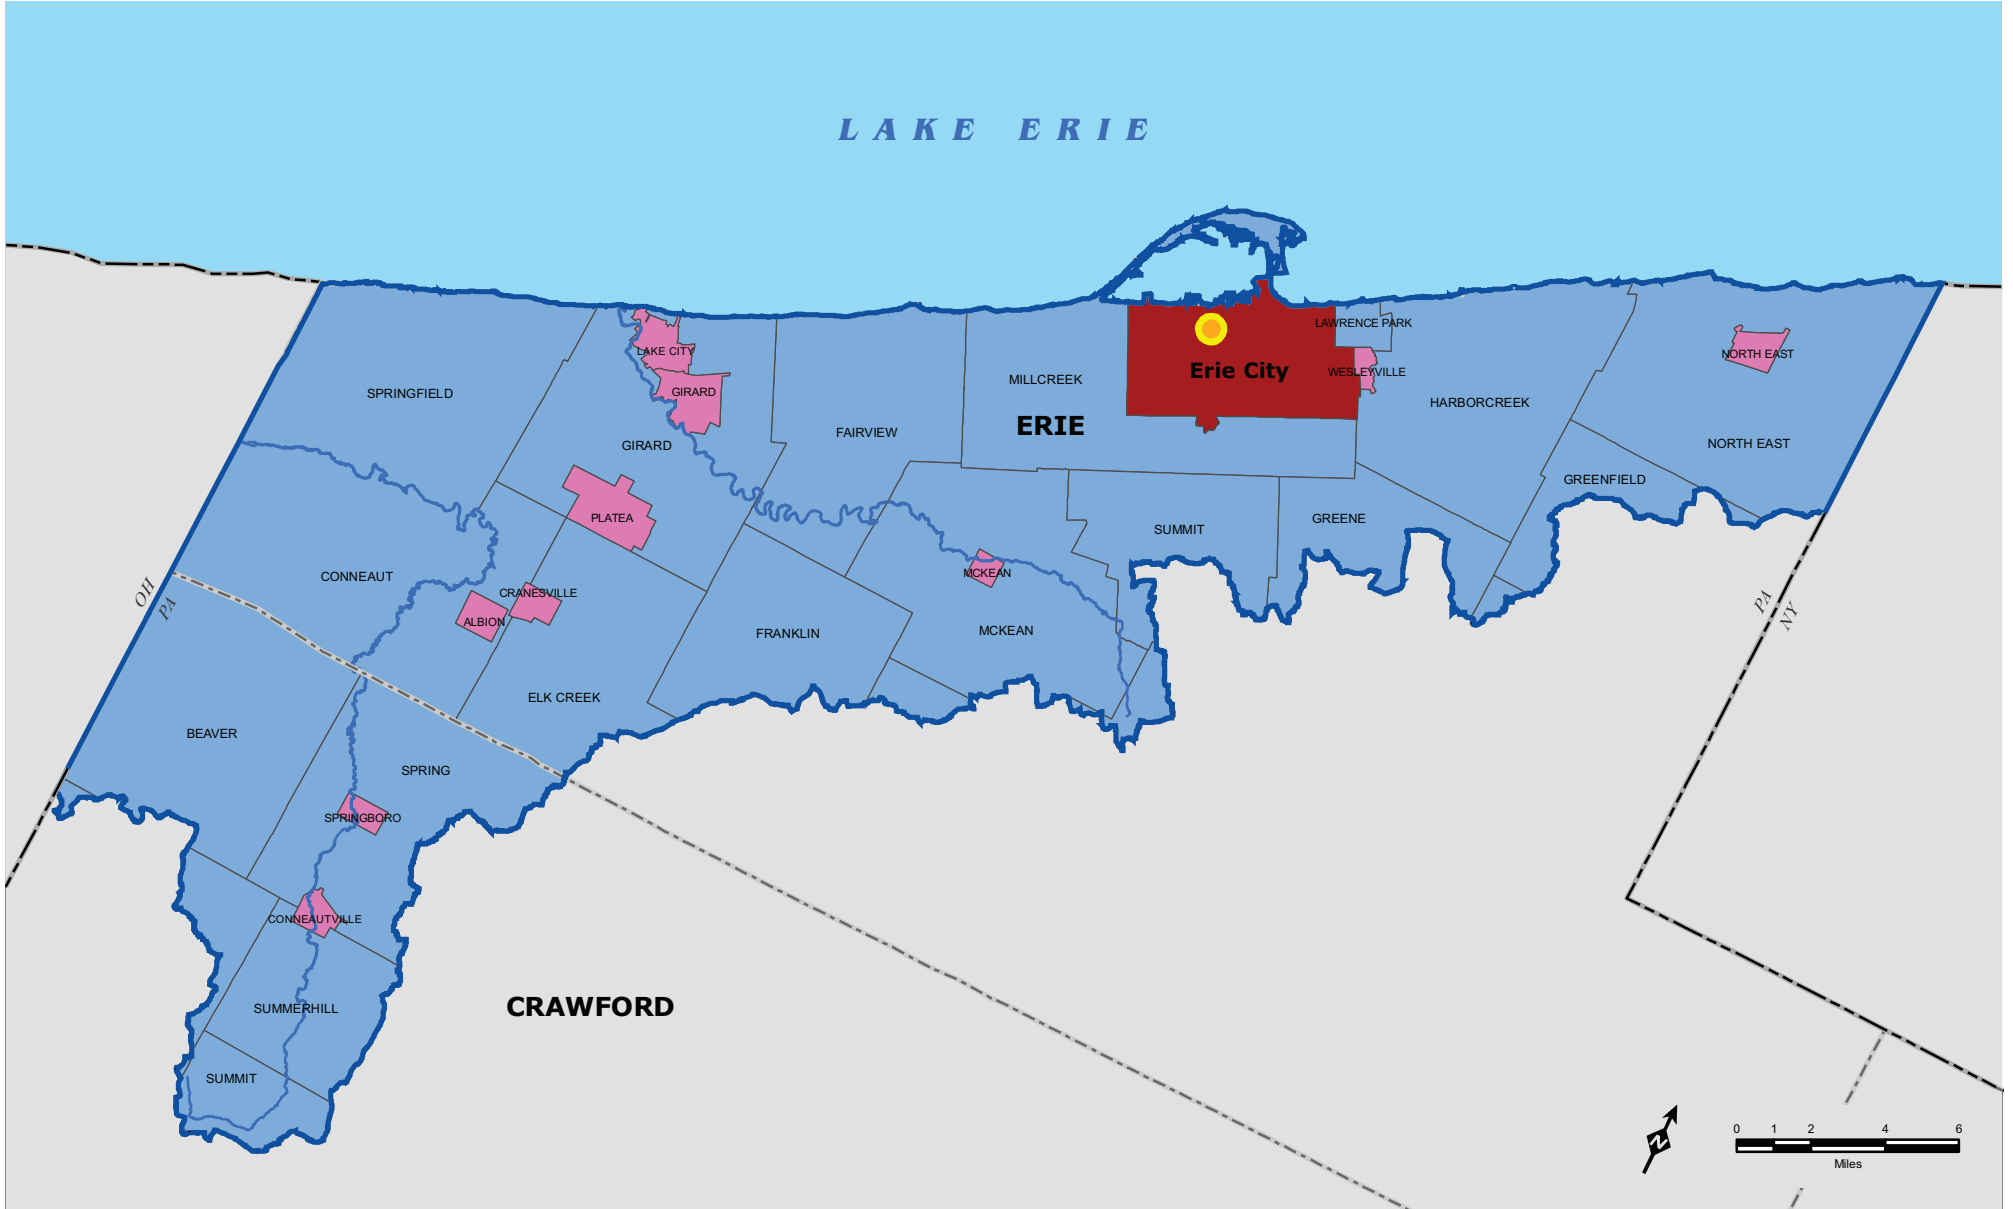 LAKE ERIE
LAWRENCE PARK
LAKE CITY
NORTH EAST
Erie City
WESLEYVILLE
MILLCREEK
SPRINGFIELD
GIRARD
HARBORCREEK
ERIE
FAIRVIEW
GIRARD
NORTH EAST
GREENFIELD
PLATEA
GREENE
SUMMIT
MCKEAN
CONNEAUT
OH
PA
CRANESVILLE
PA
NY
ALBION
FRANKLIN
MCKEAN
ELK CREEK
BEAVER
SPRING
SPRINGBORO
CONNEAUTVILLE
CRAWFORD
SUMMERHILL
SUMMIT
N
0 1 2 4 6
Miles